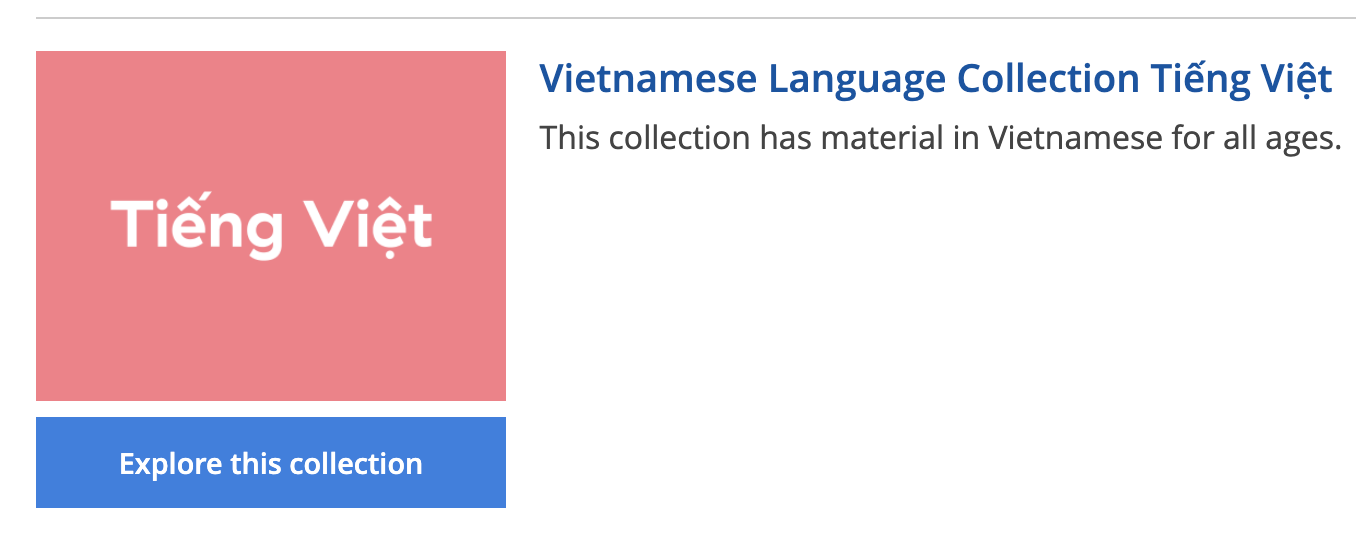 Tiếng Việt
Explore this collection
Vietnamese Language Collection Tiếng Việt
This collection has material in Vietnamese for all ages.